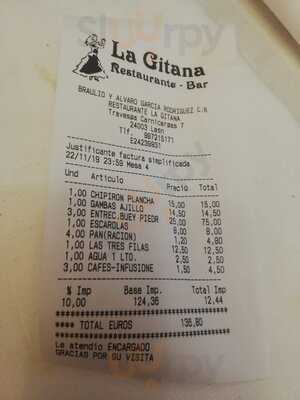 La Gitana
Restaurante - Bar
BRAULIO Y ALVARO GARCIA RODRIGUEZ C.B
RESTAURANTE LA GITANA
Travesia Carnicerias 7
24003 León
Tlf. 987215171
E24239831
Justificante factura simplificada
22/11/19 23:59 Mesa 4
Und Articulo Precio Total
1,00 CHIPIRON PLANCHA 15,00 15,00
1,00 GAMBAS AJILLO 14,50 14,50
3,00 ENTREC.BUEY PIEDR 25,00 75,00
1,00 ESCAROLAS 8,00 8,00
4,00 PAN(RACION) 1,20 4,80
1,00 LAS TRES FILAS 12,50 12,50
1,00 AGUA 1 LTO. 2,50 2,50
3,00 CAFES-INFUSIONE 1,50 4,50
% Imp Base Imp. Total Imp
10,00 124,36 12,44
**** TOTAL EUROS 136,80
Le atendio ENCARGADO
GRACIAS POR SU VISITA